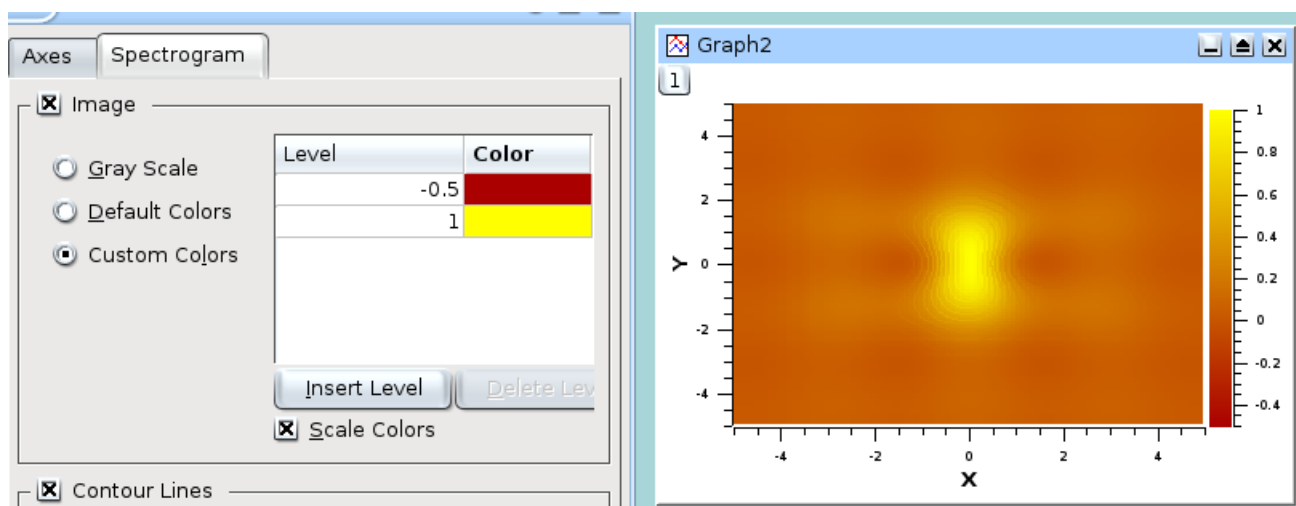 Axes Spectrogram
Image
Gray Scale
Default Colors
Custom Colors
Level Color
-0.5
1
Insert Level Delete Lev
Scale Colors
Contour Lines
Graph2
1
4
2
0
-2
-4
Y
-4 -2 0 2 4
X
1
0.8
0.6
0.4
0.2
0
-0.2
-0.4